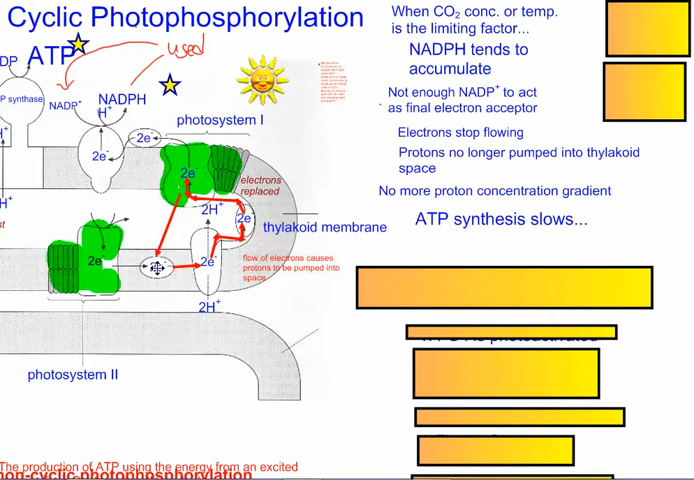 Cyclic Photophosphorylation
ATP
used
DP
P synthase
NADP⁺
NADPH
H⁺
H⁺
H⁺
2e⁻
2e⁻
photosystem I
2e⁻
electrons
replaced
2H⁺
2e
thylakoid membrane
2e⁻
2e⁻
flow of electrons causes
protons to be pumped into
space
2H⁺
photosystem II
The production of ATP using the energy from an excited
non-cyclic photophosphorylation
When CO₂ conc. or temp.
is the limiting factor...
NADPH tends to
accumulate
Not enough NADP⁺ to act
as final electron acceptor
Electrons stop flowing
Protons no longer pumped into thylakoid
space
No more proton concentration gradient
ATP synthesis slows...